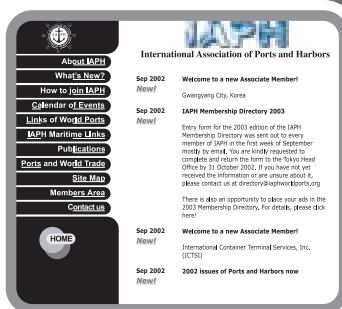 IAPH
International Association of Ports and Harbors
About IAPH
What's New?
How to join IAPH
Calendar of Events
Links of World Ports
IAPH Maritime Links
Publications
Ports and World Trade
Site Map
Members Area
Contact us
HOME
Sep 2002 Welcome to a new Associate Member!
New!
Gwangyang City, Korea
Sep 2002 IAPH Membership Directory 2003
New!
Entry form for the 2003 edition of the IAPH
Membership Directory was sent out to every
member of IAPH in the first week of September
mostly by email. You are kindly requested to
complete and return the form to the Tokyo Head
Office by 31 October 2002. If you have not yet
received the information or are unsure about it,
please contact us at directory@iaphworldports.org
There is also an opportunity to place your ads in the
2003 Membership Directory. For details, please click
here!
Sep 2002 Welcome to a new Associate Member!
New!
International Container Terminal Services, Inc.
(ICTSI)
Sep 2002 2002 issues of Ports and Harbors now
New!